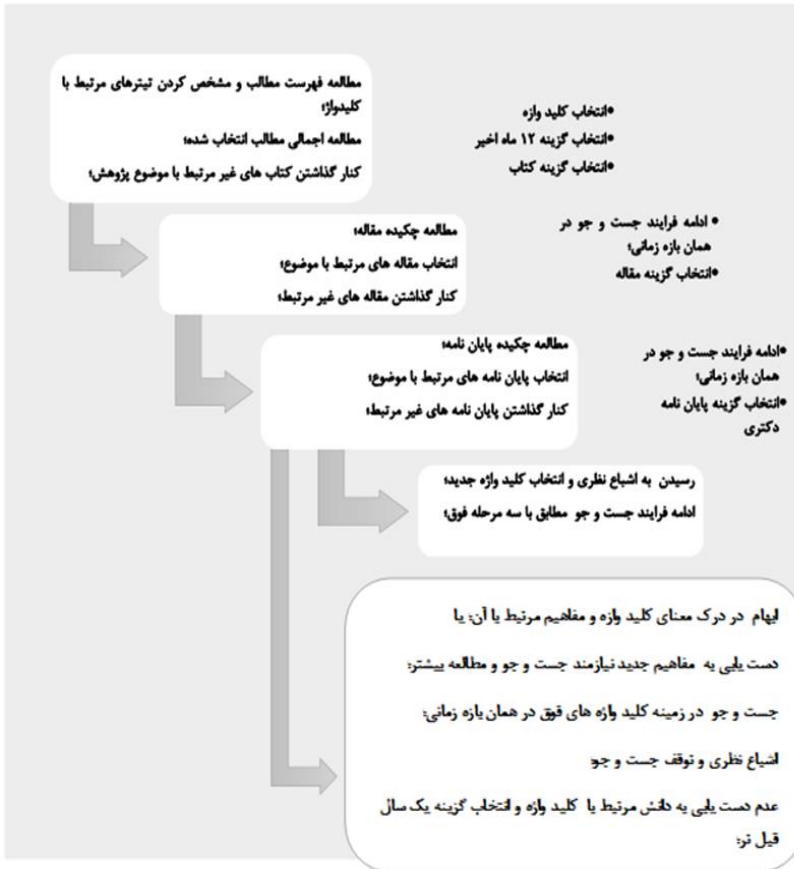 مطالعه فهرست مطالب و مشخص کردن تیترهای مرتبط با
کلیدواژ؛
مطالعه اجمالی مطالب انتخاب شده؛
کنار گذاشتن کتاب های غیر مرتبط با موضوع پژوهش؛
•انتخاب کلید واژه
•انتخاب گزینه ۱۲ ماه اخیر
•انتخاب گزینه کتاب
مطالعه چکیده مقاله؛
انتخاب مقاله های مرتبط با موضوع؛
کنار گذاشتن مقاله های غیر مرتبط؛
• ادامه فرایند جست و جو در
همان بازه زمانی؛
•انتخاب گزینه مقاله
مطالعه چکیده پایان نامه؛
انتخاب پایان نامه های مرتبط با موضوع؛
کنار گذاشتن پایان نامه های غیر مرتبط؛
•ادامه فرایند جست و جو در
همان بازه زمانی؛
•انتخاب گزینه پایان نامه
دکتری
رسیدن به اشباع نظری و انتخاب کلید واژه جدید؛
ادامه فرایند جست و جو مطابق با سه مرحله فوق؛
ابهام در درک معنای کلید واژه و مفاهیم مرتبط با آن؛ یا
دست یابی به مفاهیم جدید نیازمند جست و جو و مطالعه بیشتر؛
جست و جو در زمینه کلید واژه های فوق در همان بازه زمانی؛
اشباع نظری و توقف جست و جو؛
عدم دست یابی به دانش مرتبط با کلید واژه و انتخاب گزینه یک سال
قبل تر؛